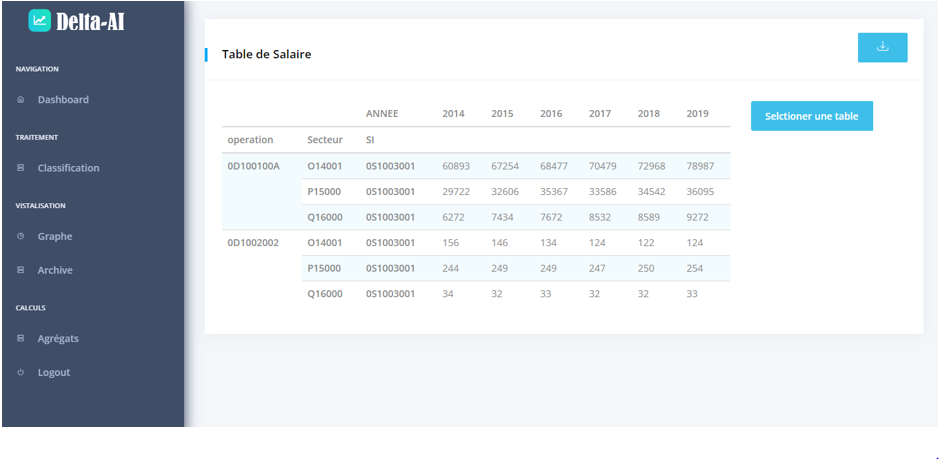 Delta-AI
NAVIGATION
Dashboard
TRAITEMENT
Classification
VISTALISATION
Graphe
Archive
CALCULS
Agrégats
Logout
Table de Salaire
Selctioner une table
ANNEE 2014 2015 2016 2017 2018 2019
operation Secteur SI
0D100100A O14001 0S1003001 60893 67254 68477 70479 72968 78987
P15000 0S1003001 29722 32606 35367 33586 34542 36095
Q16000 0S1003001 6272 7434 7672 8532 8589 9272
0D1002002 O14001 0S1003001 156 146 134 124 122 124
P15000 0S1003001 244 249 249 247 250 254
Q16000 0S1003001 34 32 33 32 32 33